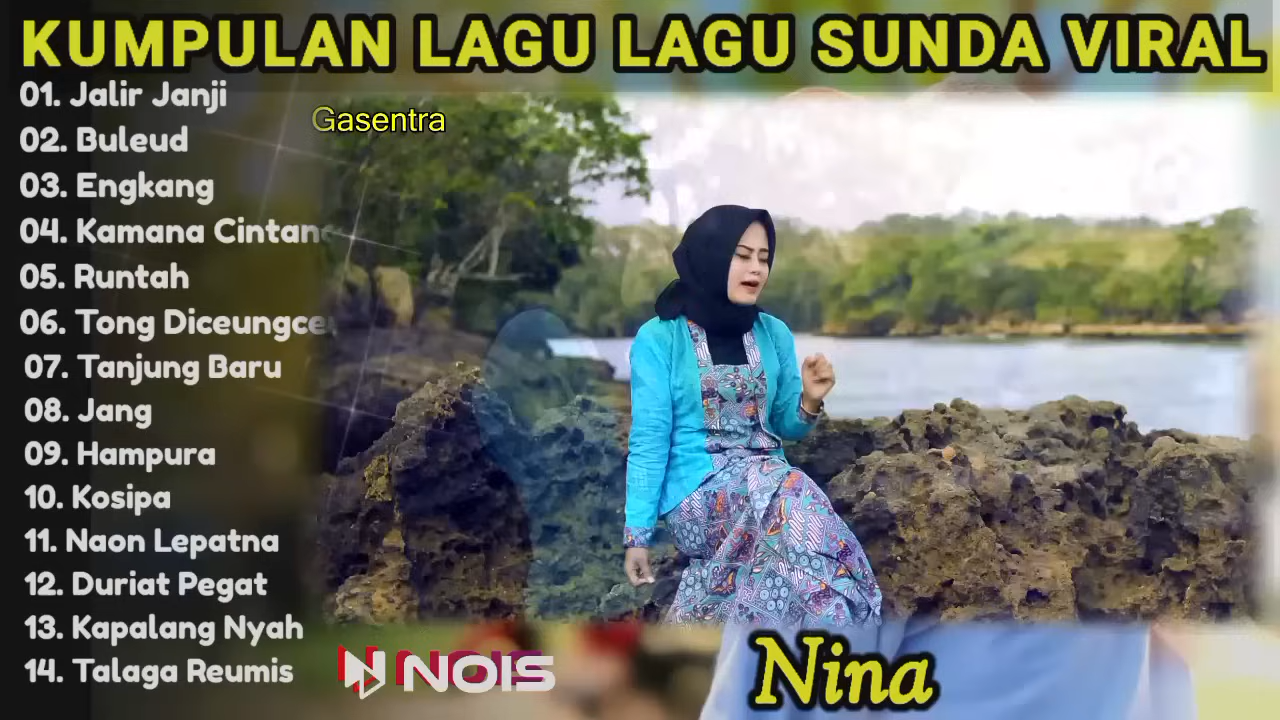 KUMPULAN LAGU LAGU SUNDA VIRAL
01. Jalir Janji
Gasentra
02. Buleud
03. Engkang
04. Kamana Cintana
05. Runtah
06. Tong
07. Tanjung Baru
08. Jang
09. Hampura
10. Kosipa
11. Naon Lepatna
12. Duriat Pegat
13. Kapalang Nyah
14. Talaga Reumis
NOIS
Nina